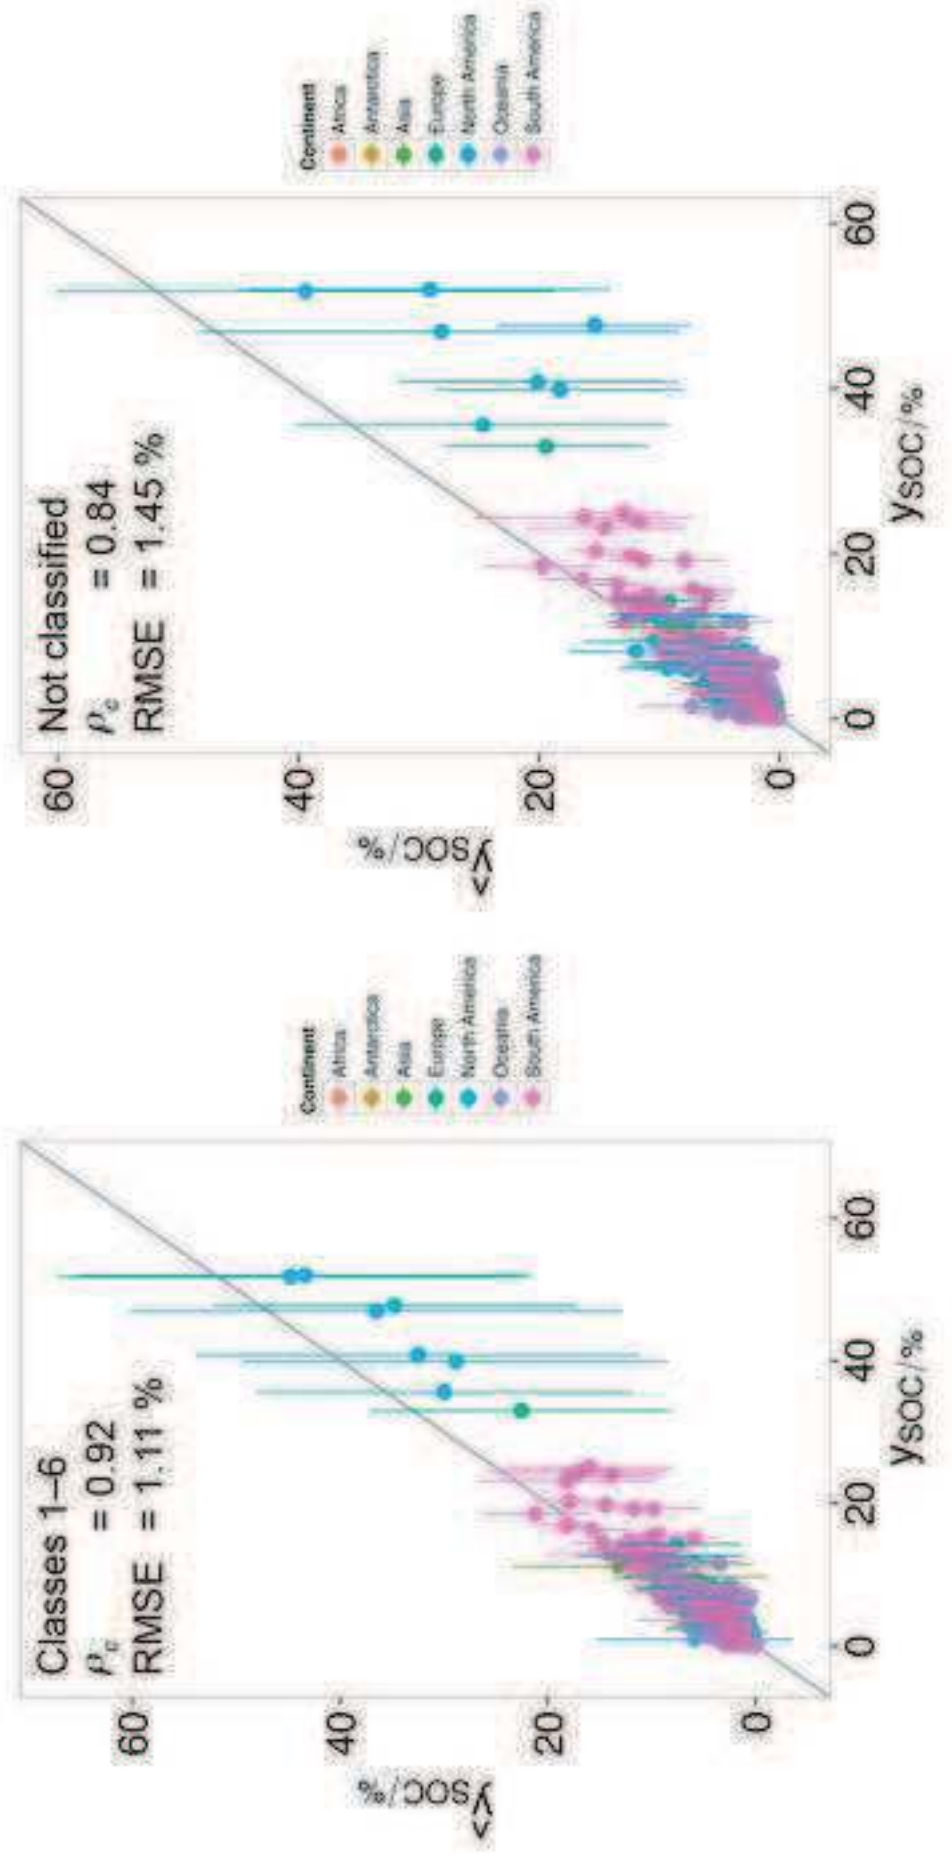 Classes 1–6
ρc = 0.92
RMSE = 1.11 %
60
40
20
0
ŷSOC/%
0
20
40
60
ySOC/%
Continent
Africa
Antarctica
Asia
Europe
North America
Oceania
South America
Not classified
ρc = 0.84
RMSE = 1.45 %
60
40
20
0
ŷSOC/%
0
20
40
60
ySOC/%
Continent
Africa
Antarctica
Asia
Europe
North America
Oceania
South America